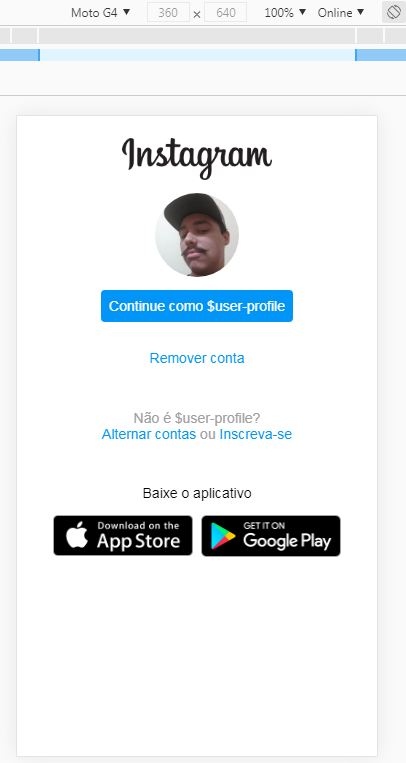 Moto G4 ▼ 360 × 640 100% ▼ Online ▼
Instagram
Continue como $user-profile
Remover conta
Não é $user-profile?
Alternar contas ou Inscreva-se
Baixe o aplicativo
Download on the
App Store
GET IT ON
Google Play